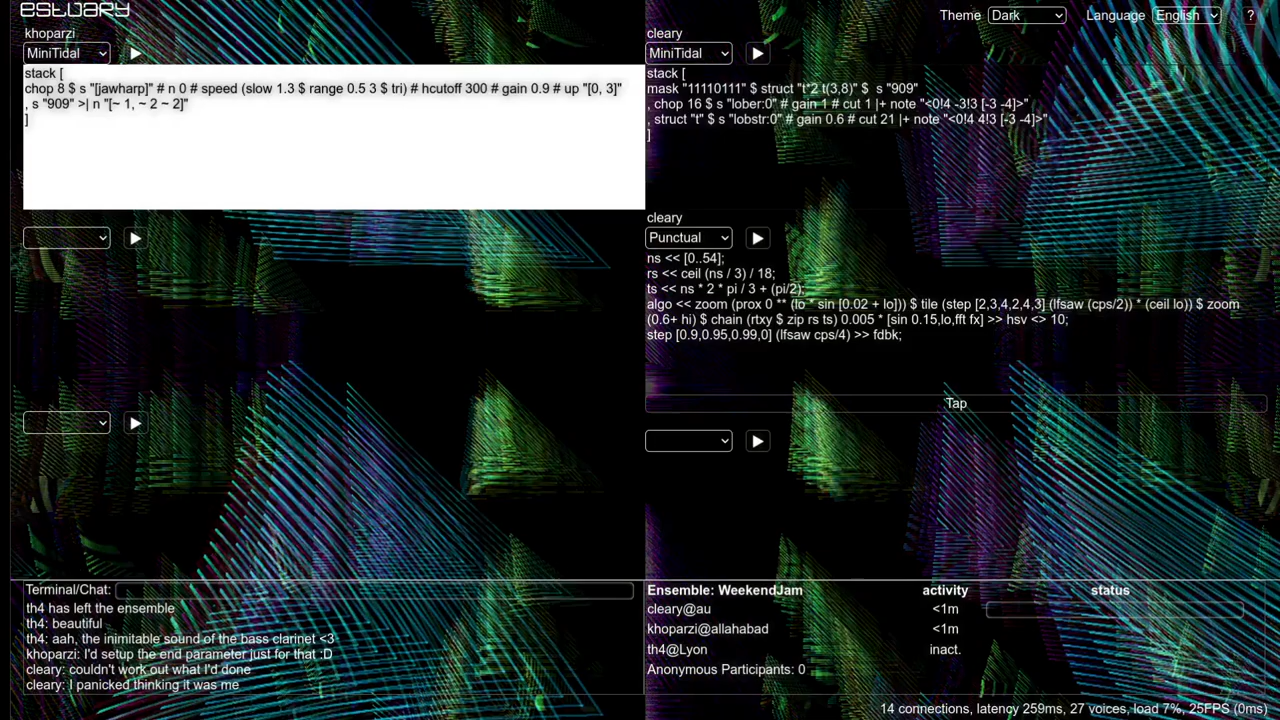 estuary
Theme Dark Language English ?
khoparzi
MiniTidal
stack [
chop 8 $ s "[jawharp]" # n 0 # speed (slow 1.3 $ range 0.5 3 $ tri) # hcutoff 300 # gain 0.9 # up "[0, 3]"
, s "909" >| n "[~ 1, ~ 2 ~ 2]"
]
cleary
MiniTidal
stack [
mask "11110111" $ struct "t*2 t(3,8)" $  s "909"
, chop 16 $ s "lober:0" # gain 1 # cut 1 |+ note "<0!4 -3!3 [-3 -4]>"
, struct "t" $ s "lobstr:0" # gain 0.6 # cut 21 |+ note "<0!4 4!3 [-3 -4]>"
]
cleary
Punctual
ns << [0..54];
rs << ceil (ns / 3) / 18;
ts << ns * 2 * pi / 3 + (pi/2);
algo << zoom (prox 0 ** (lo * sin [0.02 + lo])) $ tile (step [2,3,4,2,4,3] (lfsaw (cps/2)) * (ceil lo)) $ zoom
(0.6+ hi) $ chain (rtxy $ zip rs ts) 0.005 * [sin 0.15,lo,fft fx] >> hsv <> 10;
step [0.9,0.95,0.99,0] (lfsaw cps/4) >> fdbk;
Tap
Terminal/Chat:
th4 has left the ensemble
th4: beautiful
th4: aah, the inimitable sound of the bass clarinet <3
khoparzi: I'd setup the end parameter just for that :D
cleary: couldn't work out what I'd done
cleary: I panicked thinking it was me
Ensemble: WeekendJam activity status
cleary@au <1m
khoparzi@allahabad <1m
th4@Lyon inact.
Anonymous Participants: 0
14 connections, latency 259ms, 27 voices, load 7%, 25FPS (0ms)